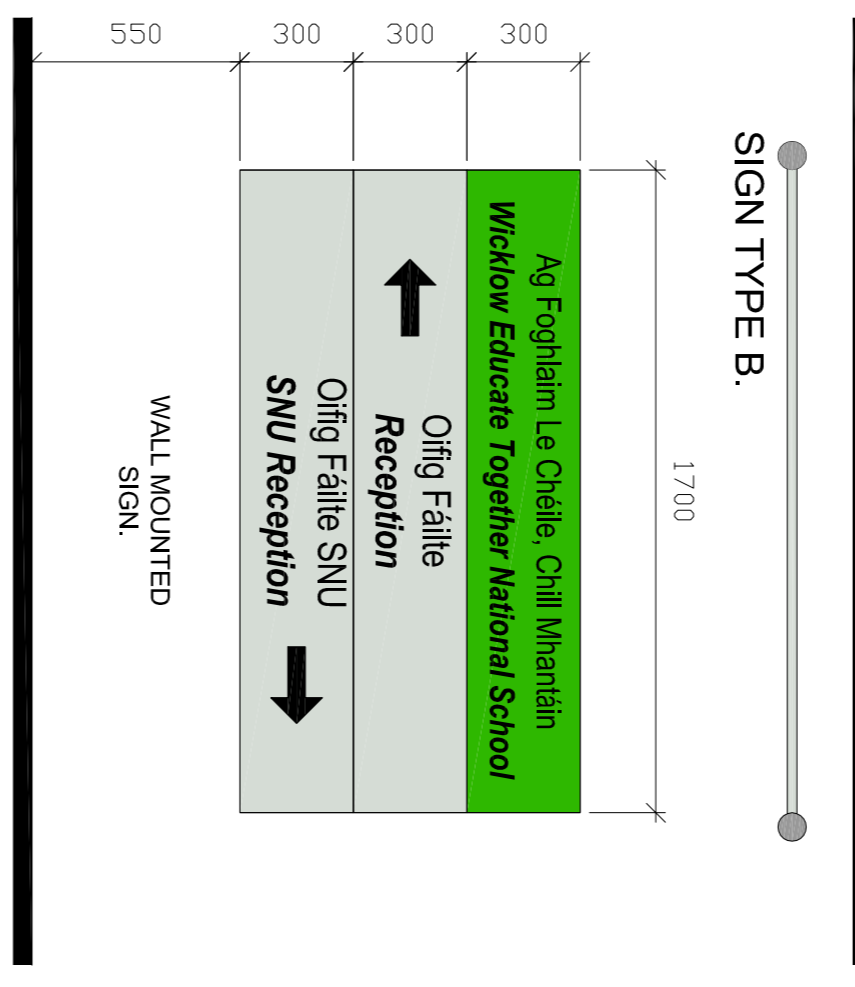 SIGN TYPE B.
1700
Ag Foghlaim Le Chéile, Chill Mhantáin
Wicklow Educate Together National School
Oifig Fáilte
Reception
Oifig Fáilte SNU
SNU Reception
WALL MOUNTED
SIGN.
300
300
300
550